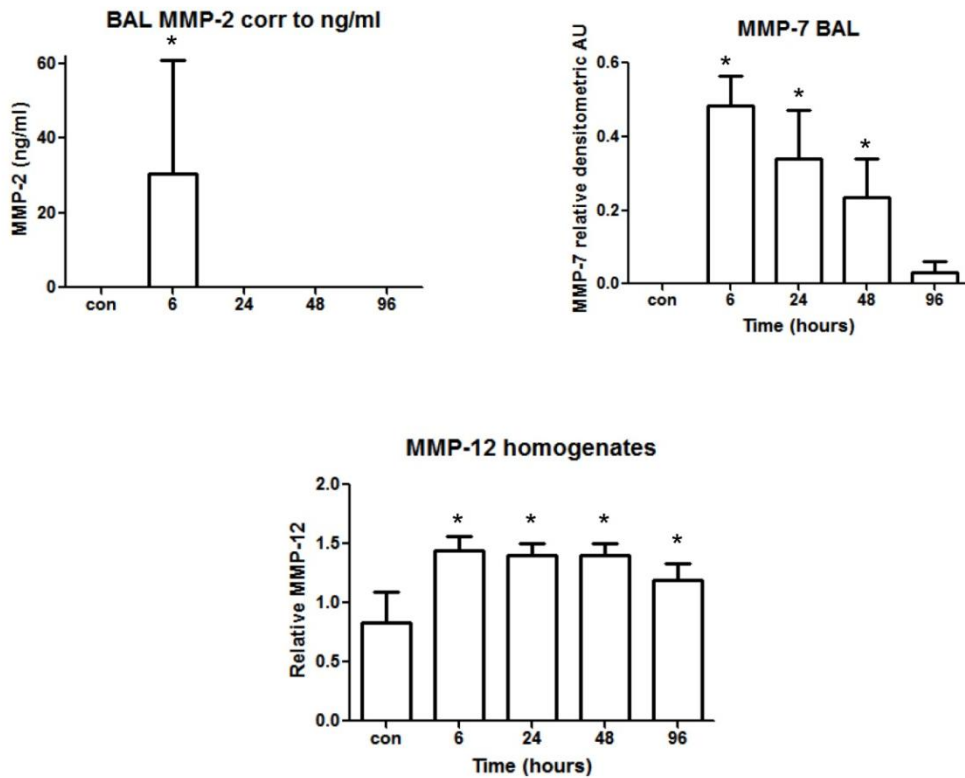 BAL MMP-2 corr to ng/ml
MMP-2 (ng/ml)
60
40
20
0
*
con 6 24 48 96
MMP-7 BAL
MMP-7 relative densitometric AU
0.6
0.4
0.2
0.0
* * *
con 6 24 48 96
Time (hours)
MMP-12 homogenates
Relative MMP-12
2.0
1.5
1.0
0.5
0.0
* * * *
con 6 24 48 96
Time (hours)